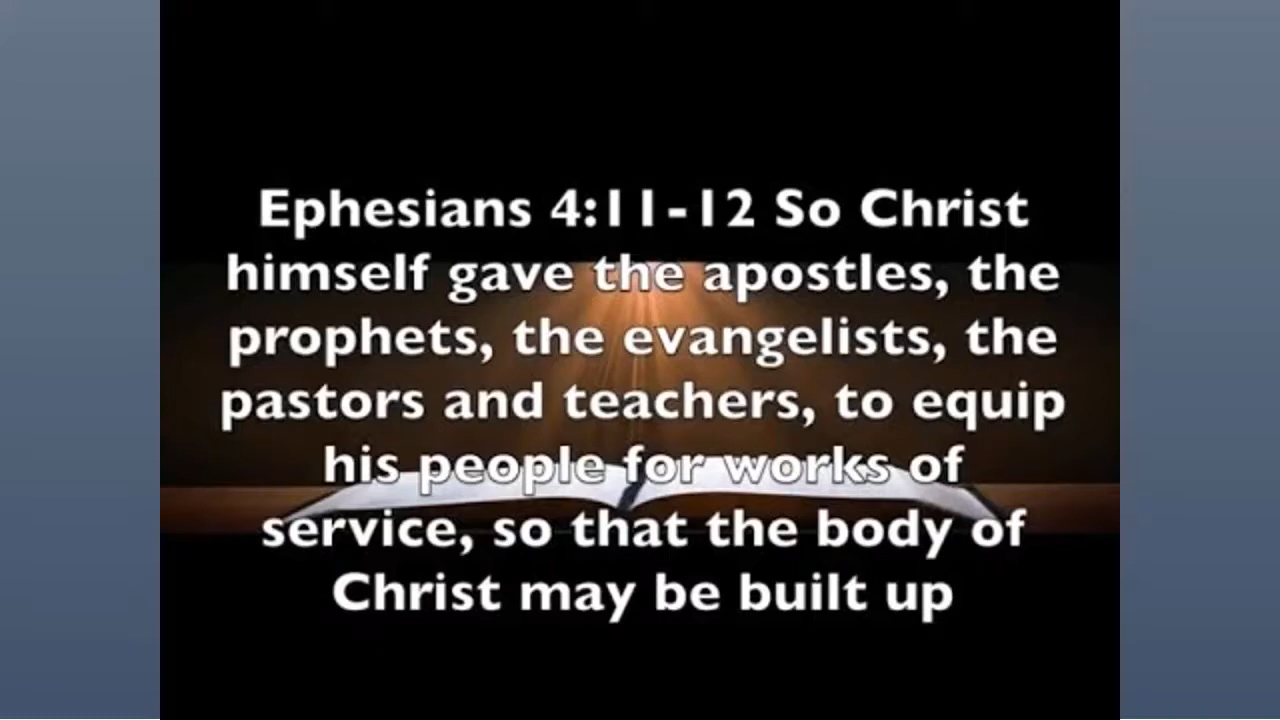 Ephesians 4:11-12 So Christ
himself gave the apostles, the
prophets, the evangelists, the
pastors and teachers, to equip
his people for works of
service, so that the body of
Christ may be built up